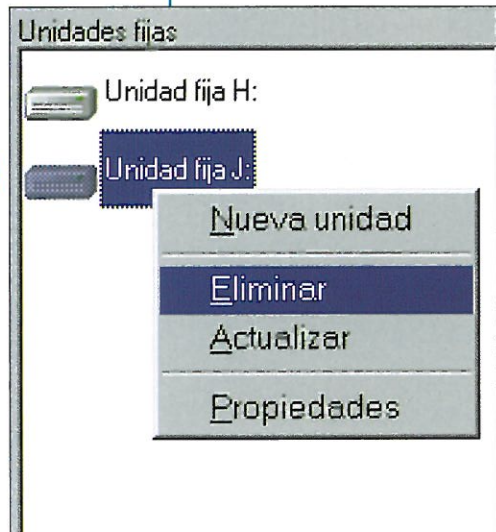 Unidades fijas
Unidad fija H:
Unidad fija J:
Nueva unidad
Eliminar
Actualizar
Propiedades